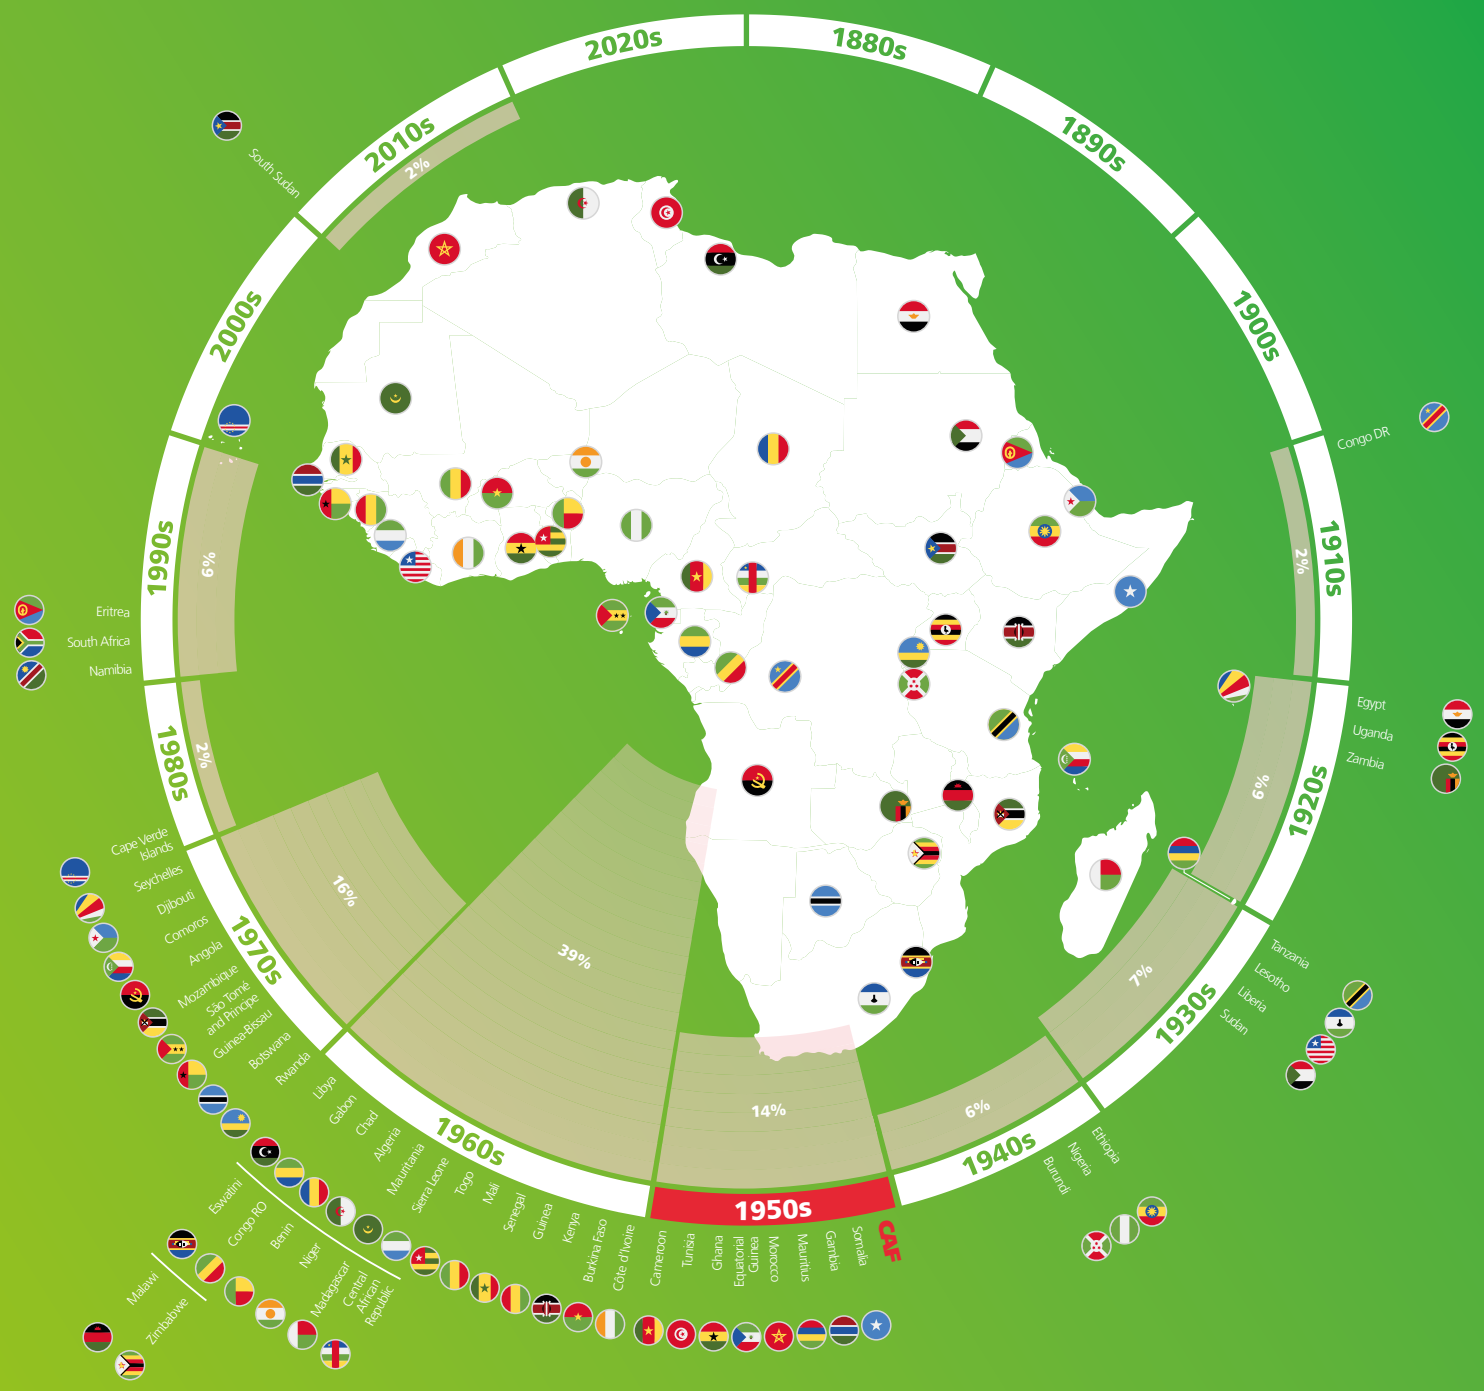 1880s
1890s
1900s
1910s
2%
Congo DR
1920s
6%
Egypt
Uganda
Zambia
1930s
7%
Tanzania
Lesotho
Liberia
Sudan
1940s
6%
Ethiopia
Nigeria
Burundi
1950s
14%
CAF
Somalia
Gambia
Mauritius
Morocco
Equatorial
Guinea
Ghana
Tunisia
Cameroon
1960s
39%
Côte d'Ivoire
Burkina Faso
Kenya
Guinea
Senegal
Mali
Togo
Sierra Leone
Mauritania
Algeria
Chad
Gabon
Libya
Central
African
Republic
Madagascar
Niger
Benin
Congo RO
Eswatini
Zimbabwe
Malawi
1970s
16%
Rwanda
Botswana
Guinea-Bissau
São Tomé
and Príncipe
Mozambique
Angola
Comoros
Djibouti
Seychelles
Cape Verde
Islands
1980s
2%
1990s
6%
Namibia
South Africa
Eritrea
2000s
2010s
2%
South Sudan
2020s